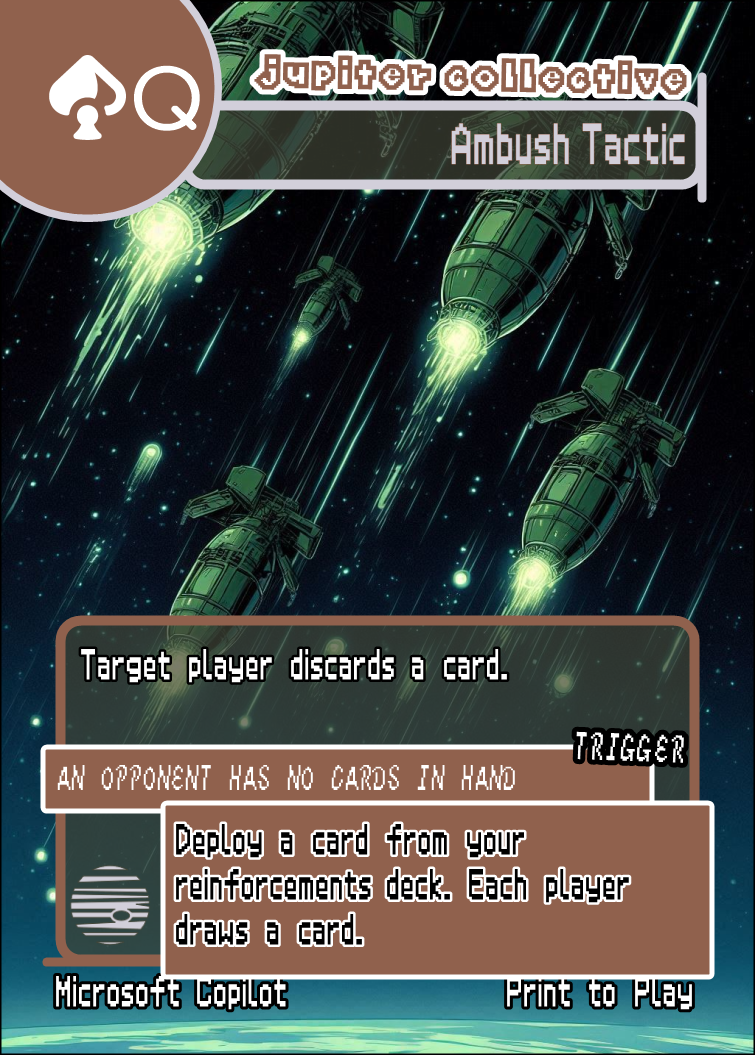 Q
jupiter collective
Ambush Tactic
Target player discards a card.
TRIGGER
AN OPPONENT HAS NO CARDS IN HAND
Deploy a card from your
reinforcements deck. Each player
draws a card.
Microsoft Copilot
Print to Play